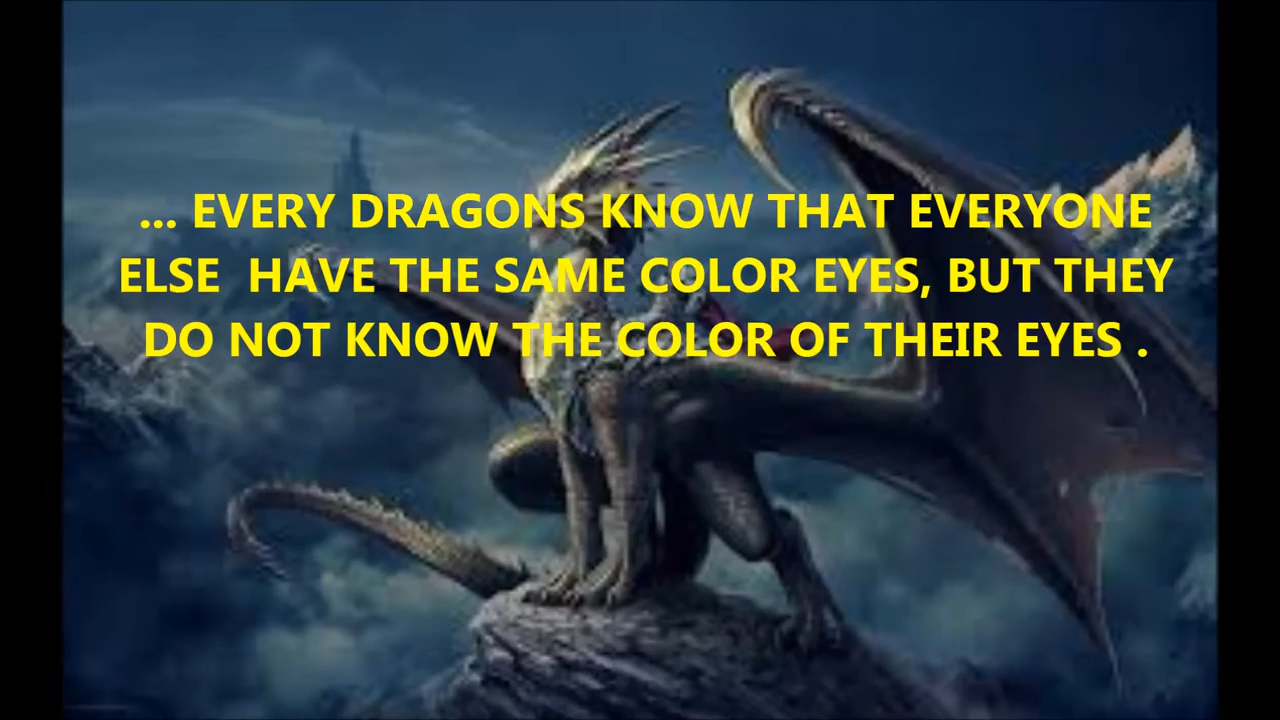 ... EVERY DRAGONS KNOW THAT EVERYONE
ELSE  HAVE THE SAME COLOR EYES, BUT THEY
DO NOT KNOW THE COLOR OF THEIR EYES .